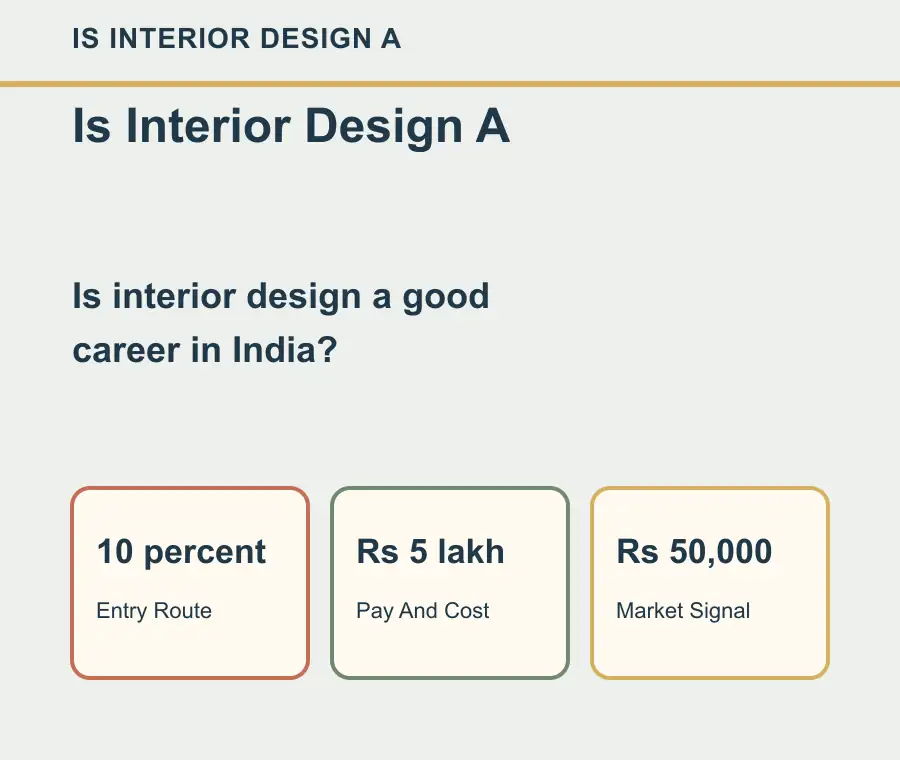 IS INTERIOR DESIGN A
Is Interior Design A
Is interior design a good
career in India?
10 percent
Entry Route
Rs 5 lakh
Pay And Cost
Rs 50,000
Market Signal